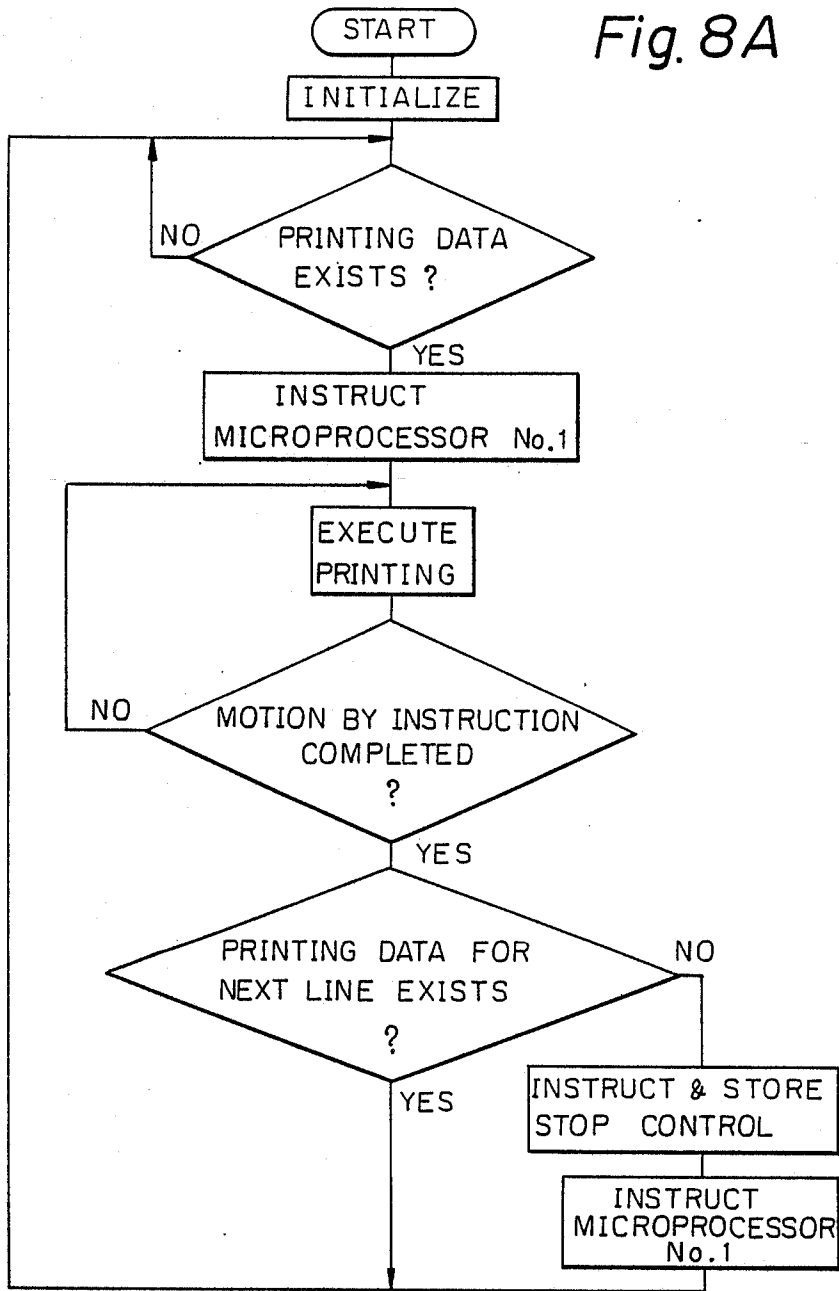 Fig. 8A
START
INITIALIZE
NO
PRINTING DATA
EXISTS ?
YES
INSTRUCT
MICROPROCESSOR No.1
EXECUTE
PRINTING
NO
MOTION BY INSTRUCTION
COMPLETED
?
YES
PRINTING DATA FOR
NEXT LINE EXISTS
?
NO
YES
INSTRUCT & STORE
STOP CONTROL
INSTRUCT
MICROPROCESSOR
No.1